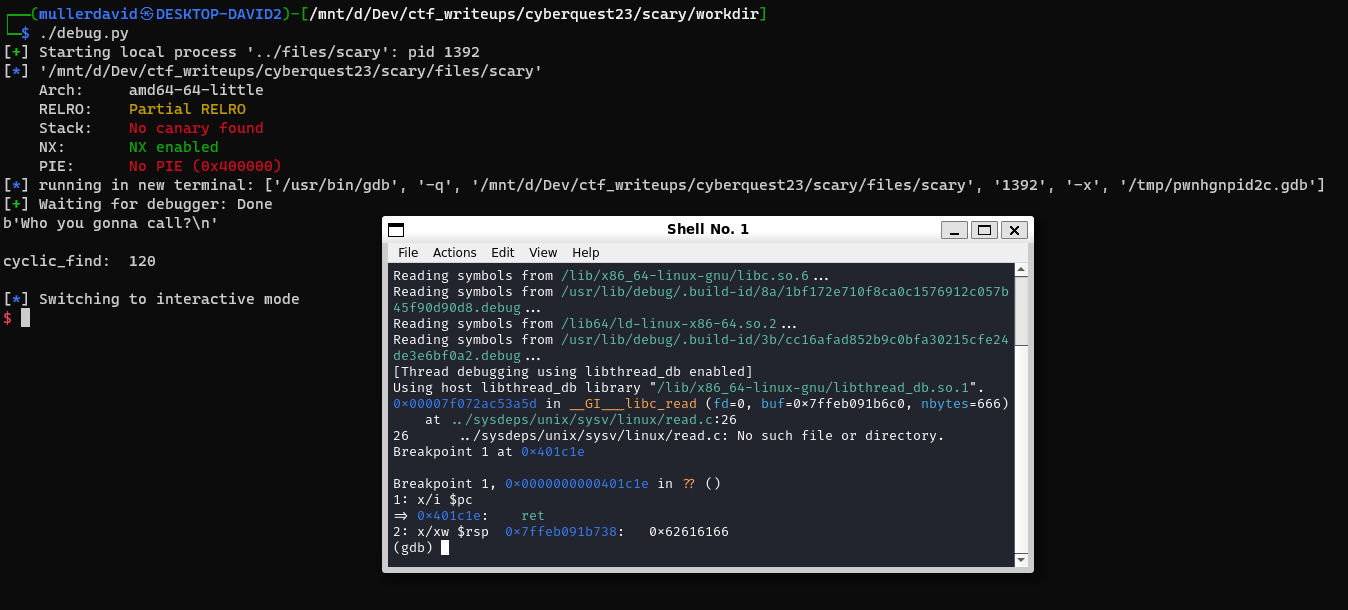 ┌──(mullerdavid㉿DESKTOP-DAVID2)-[/mnt/d/Dev/ctf_writeups/cyberquest23/scary/workdir]
└─$ ./debug.py
[+] Starting local process '../files/scary': pid 1392
[*] '/mnt/d/Dev/ctf_writeups/cyberquest23/scary/files/scary'
    Arch:     amd64-64-little
    RELRO:    Partial RELRO
    Stack:    No canary found
    NX:       NX enabled
    PIE:      No PIE (0x400000)
[*] running in new terminal: ['/usr/bin/gdb', '-q', '/mnt/d/Dev/ctf_writeups/cyberquest23/scary/files/scary', '1392', '-x', '/tmp/pwnhgnpid2c.gdb']
[+] Waiting for debugger: Done
b'Who you gonna call?\n'
cyclic_find:  120
[*] Switching to interactive mode
$
Shell No. 1
File Actions Edit View Help
Reading symbols from /lib/x86_64-linux-gnu/libc.so.6...
Reading symbols from /usr/lib/debug/.build-id/8a/1bf172e710f8ca0c1576912c057b
45f90d90d8.debug...
Reading symbols from /lib64/ld-linux-x86-64.so.2...
Reading symbols from /usr/lib/debug/.build-id/3b/cc16afad852b9c0bfa30215cfe24
de3e6bf0a2.debug...
[Thread debugging using libthread_db enabled]
Using host libthread_db library "/lib/x86_64-linux-gnu/libthread_db.so.1".
0x00007f072ac53a5d in __GI___libc_read (fd=0, buf=0x7ffeb091b6c0, nbytes=666)
    at ../sysdeps/unix/sysv/linux/read.c:26
26      ../sysdeps/unix/sysv/linux/read.c: No such file or directory.
Breakpoint 1 at 0x401c1e
Breakpoint 1, 0x0000000000401c1e in ?? ()
1: x/i $pc
=> 0x401c1e:    ret
2: x/xw $rsp  0x7ffeb091b738:   0x62616166
(gdb)